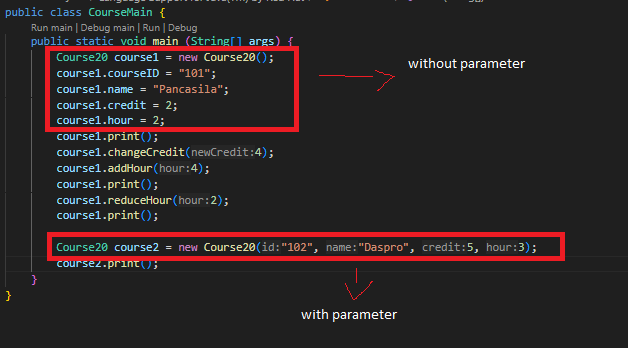 public class CourseMain {
Run main | Debug main | Run | Debug
public static void main (String[] args) {
Course20 course1 = new Course20();
course1.courseID = "101";
course1.name = "Pancasila";
course1.credit = 2;
course1.hour = 2;
course1.print();
course1.changeCredit(newCredit:4);
course1.addHour(hour:4);
course1.print();
course1.reduceHour(hour:2);
course1.print();
Course20 course2 = new Course20(id:"102", name:"Daspro", credit:5, hour:3);
course2.print();
}
}
without parameter
with parameter